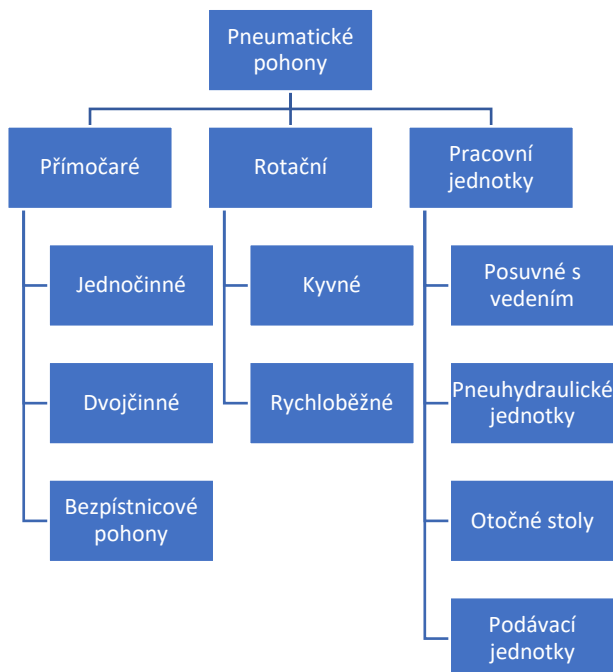 Pneumatické
pohony
Přímočaré
Rotační
Pracovní
jednotky
Jednočinné
Kyvné
Posuvné s
vedením
Dvojčinné
Rychloběžné
Pneuhydraulické
jednotky
Bezpístnicové
pohony
Otočné stoly
Podávací
jednotky